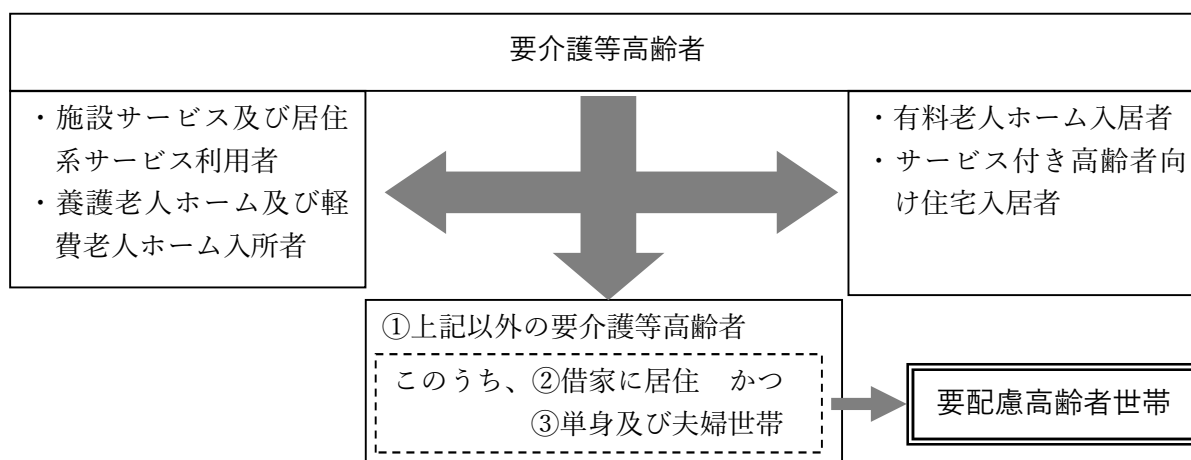 要介護等高齢者
・施設サービス及び居住
系サービス利用者
・養護老人ホーム及び軽
費老人ホーム入所者
・有料老人ホーム入居者
・サービス付き高齢者向
け住宅入居者
①上記以外の要介護等高齢者
このうち、②借家に居住　かつ
③単身及び夫婦世帯
要配慮高齢者世帯